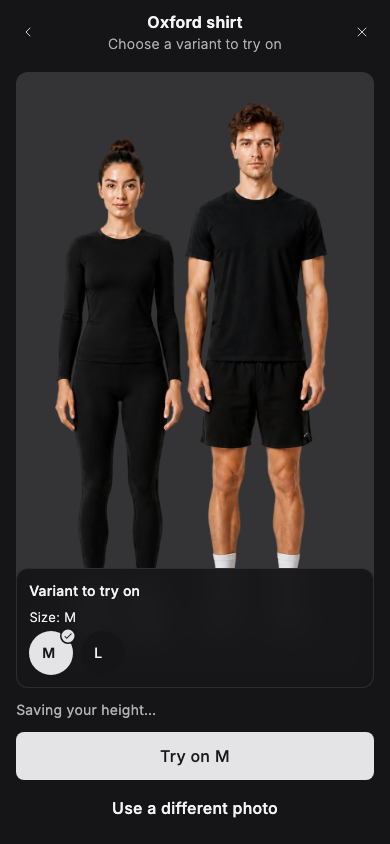 Oxford shirt
Choose a variant to try on
Variant to try on
Size: M
M
L
Saving your height...
Try on M
Use a different photo